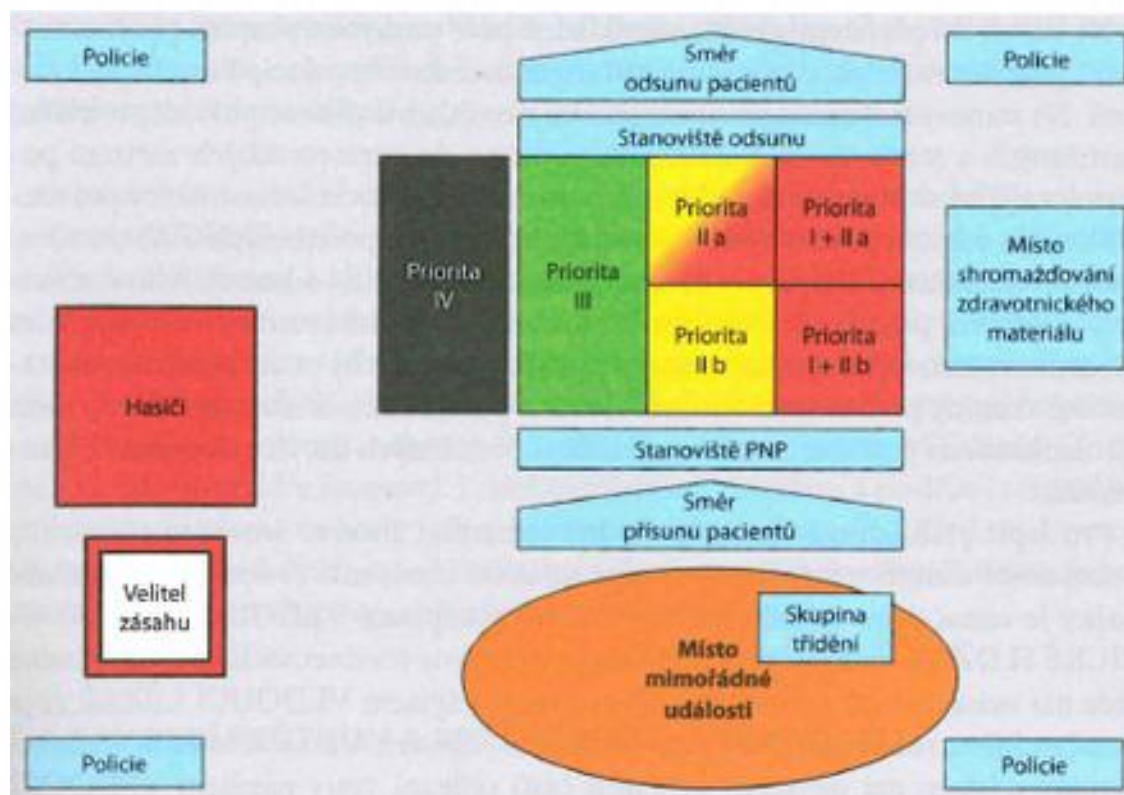 Policie
Směr
odsunu pacientů
Policie
Stanoviště odsunu
Priorita
II a
Priorita
I + II a
Priorita
IV
Priorita
III
Místo
shromažďování
zdravotnického
materiálu
Priorita
II b
Priorita
I + II b
Hasiči
Stanoviště PNP
Směr
přísunu pacientů
Velitel
zásahu
Skupina
třídění
Místo
mimořádné
události
Policie
Policie